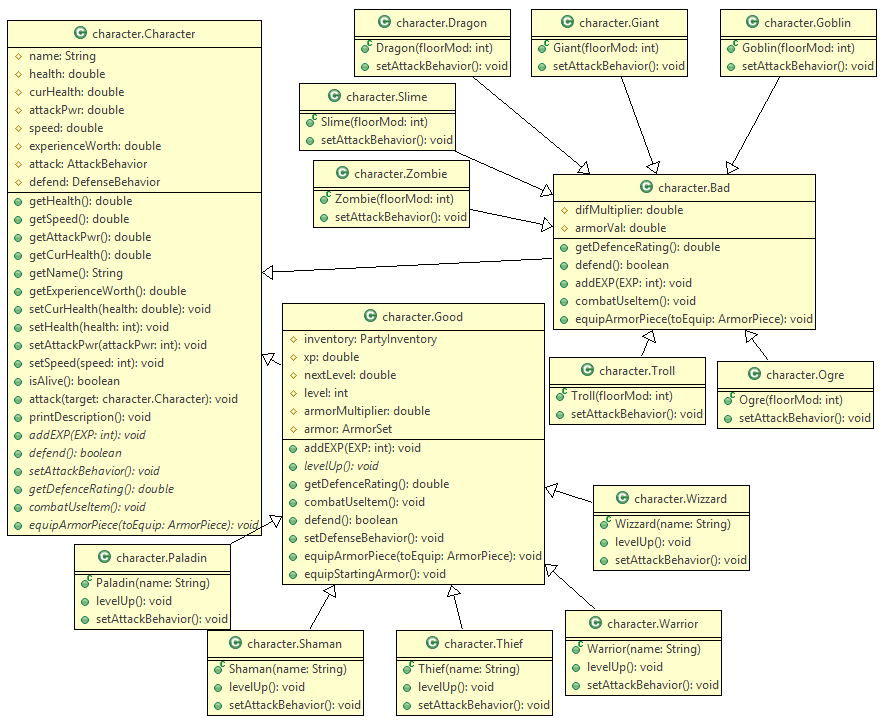 character.Character
name: String
health: double
curHealth: double
attackPwr: double
speed: double
experienceWorth: double
attack: AttackBehavior
defend: DefenseBehavior
getHealth(): double
getSpeed(): double
getAttackPwr(): double
getCurHealth(): double
getName(): String
getExperienceWorth(): double
setCurHealth(health: double): void
setHealth(health: int): void
setAttackPwr(attackPwr: int): void
setSpeed(speed: int): void
isAlive(): boolean
attack(target: character.Character): void
printDescription(): void
addEXP(EXP: int): void
defend(): boolean
setAttackBehavior(): void
getDefenceRating(): double
combatUseItem(): void
equipArmorPiece(toEquip: ArmorPiece): void
character.Dragon
Dragon(floorMod: int)
setAttackBehavior(): void
character.Giant
Giant(floorMod: int)
setAttackBehavior(): void
character.Goblin
Goblin(floorMod: int)
setAttackBehavior(): void
character.Slime
Slime(floorMod: int)
setAttackBehavior(): void
character.Zombie
Zombie(floorMod: int)
setAttackBehavior(): void
character.Bad
difMultiplier: double
armorVal: double
getDefenceRating(): double
defend(): boolean
addEXP(EXP: int): void
combatUseItem(): void
equipArmorPiece(toEquip: ArmorPiece): void
character.Good
inventory: PartyInventory
xp: double
nextLevel: double
level: int
armorMultiplier: double
armor: ArmorSet
addEXP(EXP: int): void
levelUp(): void
getDefenceRating(): double
combatUseItem(): void
defend(): boolean
setDefenseBehavior(): void
equipArmorPiece(toEquip: ArmorPiece): void
equipStartingArmor(): void
character.Troll
Troll(floorMod: int)
setAttackBehavior(): void
character.Ogre
Ogre(floorMod: int)
setAttackBehavior(): void
character.Wizzard
Wizzard(name: String)
levelUp(): void
setAttackBehavior(): void
character.Paladin
Paladin(name: String)
levelUp(): void
setAttackBehavior(): void
character.Shaman
Shaman(name: String)
levelUp(): void
setAttackBehavior(): void
character.Thief
Thief(name: String)
levelUp(): void
setAttackBehavior(): void
character.Warrior
Warrior(name: String)
levelUp(): void
setAttackBehavior(): void